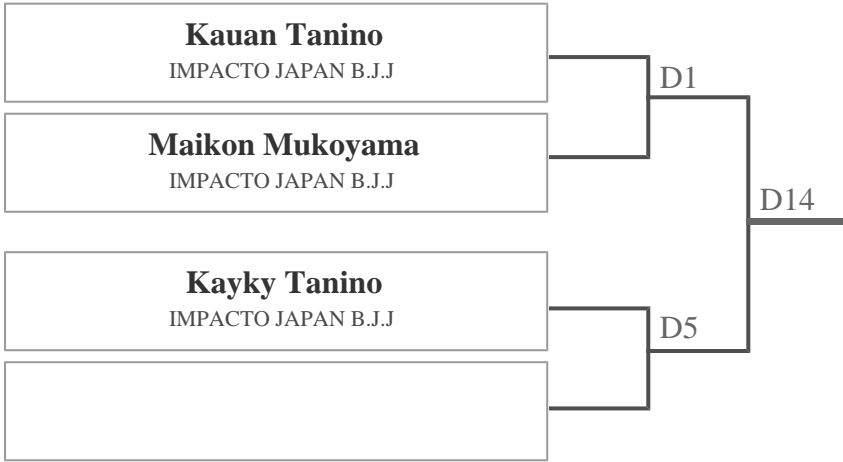 Kauan Tanino
IMPACTO JAPAN B.J.J
D1
Maikon Mukoyama
IMPACTO JAPAN B.J.J
D14
Kayky Tanino
IMPACTO JAPAN B.J.J
D5